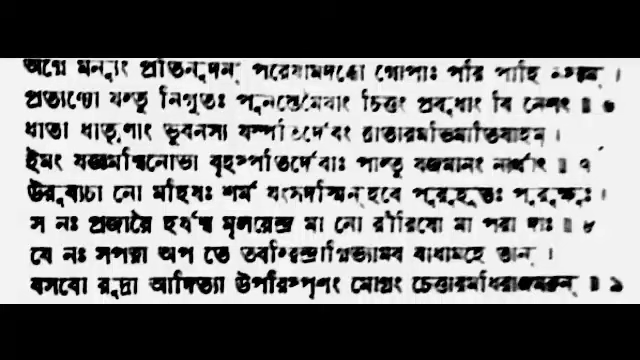 অগ্নে মন্যুং প্রতিনুদন্ পরেষামদব্ধো গোপাঃ পরি পাহি নস্ত্বম্ ।
প্রত্যঞ্চো যন্তু নিগুতঃ পুনস্তেমৈষাং চিত্তং প্রবুধাং বি নেশৎ ॥ ৬
ধাতা ধাতৄণাং ভুবনস্য যস্পতির্দেবং ত্রাতারমভিমাতিষাহম্ ।
ইমং যজ্ঞমশ্বিনোভা বৃহস্পতির্দেবাঃ পান্তু যজমানং ন্যর্থাৎ ॥ ৭
উরুব্যচা নো মহিষঃ শর্ম যংসদস্মিন্ হবে পুরুহূতঃ পুরুক্ষুঃ ।
স নঃ প্রজায়ৈ হর্যশ্ব মৃলয়েন্দ্র মা নো রীরিষো মা পরা দাঃ ॥ ৮
যে নঃ সপত্না অপ তে ভবন্ত্বিন্দ্রাগ্নিভ্যামব বাধামহে তান্ ।
বসবো রুদ্রা আদিত্যা উপরিস্পৃশং মোগ্রং চেত্তারমধিরাজমক্রন্ ॥ ৯